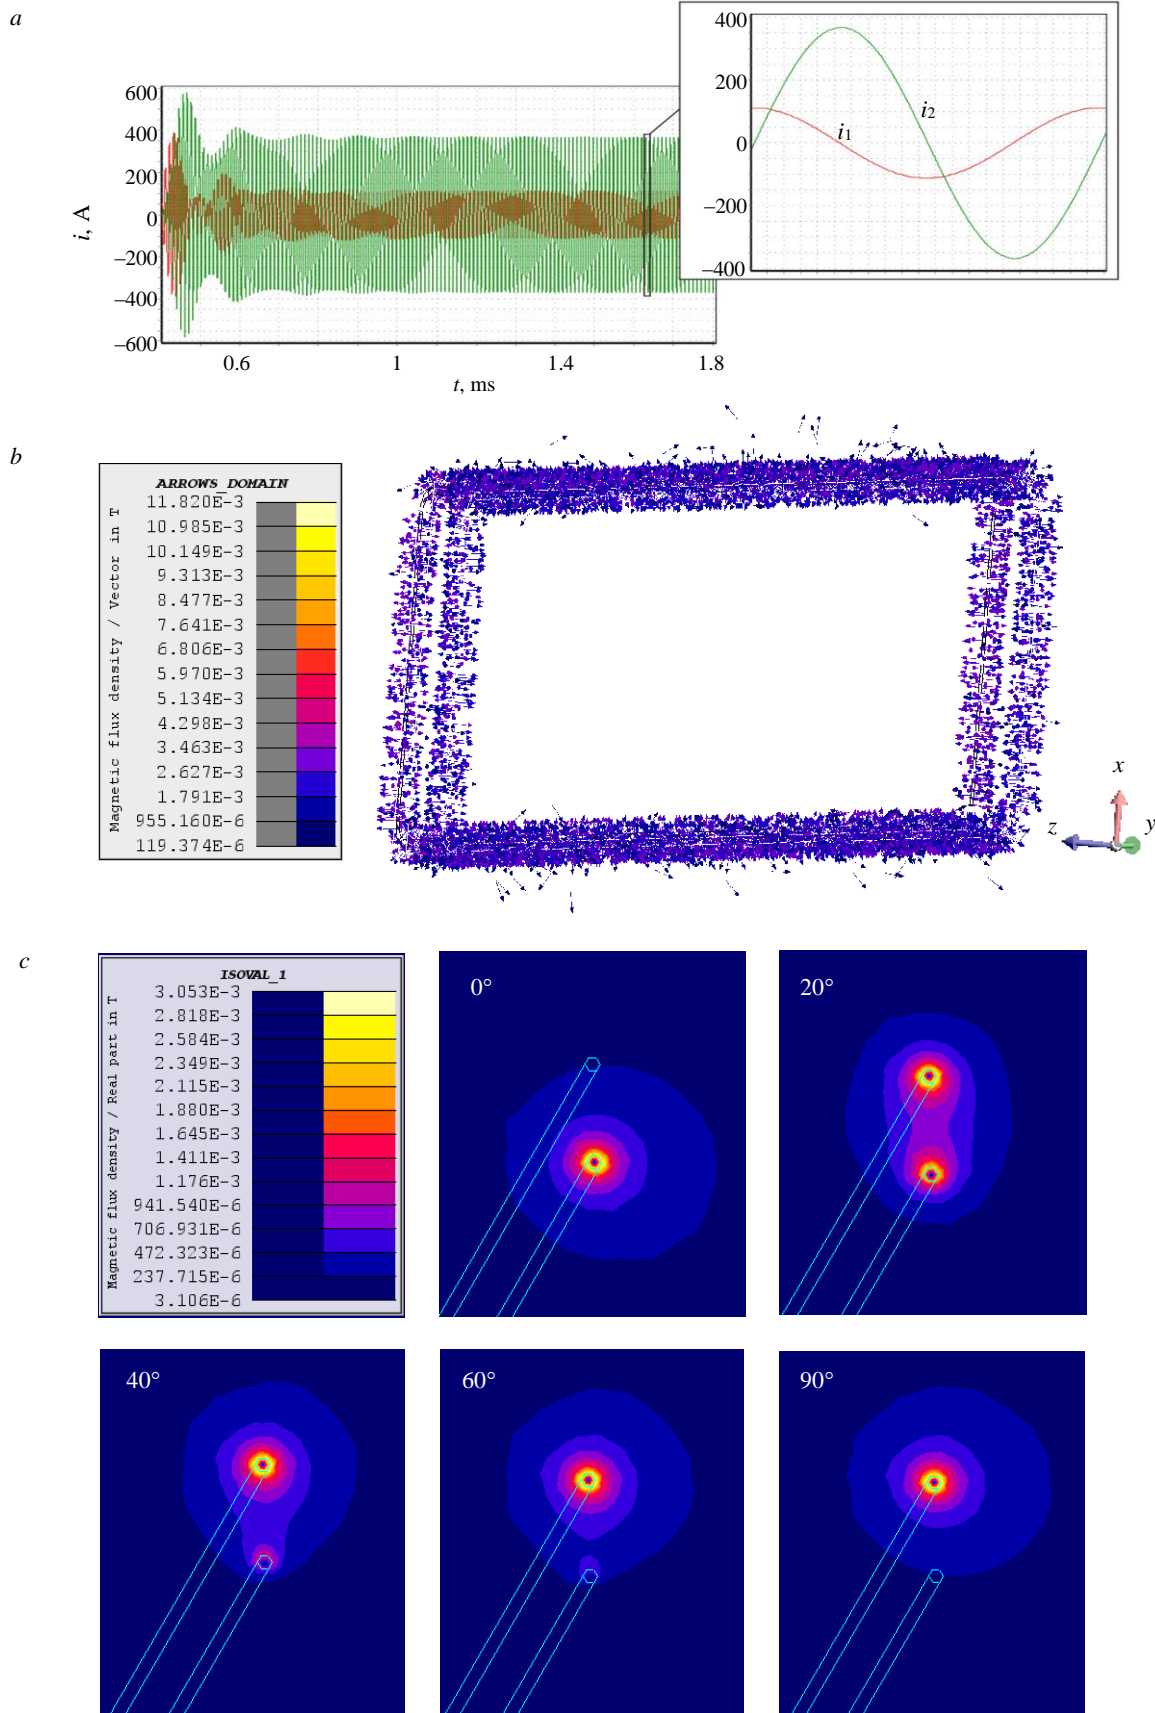 a
600
400
200
0
–200
–400
–600
i, A
0.6
1
1.4
1.8
t, ms
400
200
0
–200
–400
i1
i2
b
ARROWS_DOMAIN
Magnetic flux density / Vector in T
11.820E-3
10.985E-3
10.149E-3
9.313E-3
8.477E-3
7.641E-3
6.806E-3
5.970E-3
5.134E-3
4.298E-3
3.463E-3
2.627E-3
1.791E-3
955.160E-6
119.374E-6
x
z
y
c
ISOVAL_1
Magnetic flux density / Real part in T
3.053E-3
2.818E-3
2.584E-3
2.349E-3
2.115E-3
1.880E-3
1.645E-3
1.411E-3
1.176E-3
941.540E-6
706.931E-6
472.323E-6
237.715E-6
3.106E-6
0°
20°
40°
60°
90°